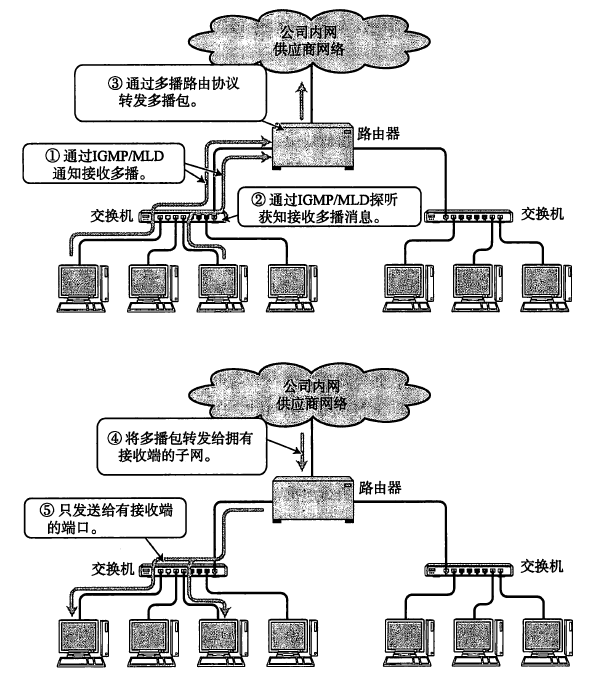 公司内网
供应商网络
③ 通过多播路由协议
转发多播包。
路由器
① 通过IGMP/MLD
通知接收多播。
② 通过IGMP/MLD探听
获知接收多播消息。
交换机
交换机
公司内网
供应商网络
④ 将多播包转发给拥有
接收端的子网。
路由器
⑤ 只发送给有接收端
的端口。
交换机
交换机